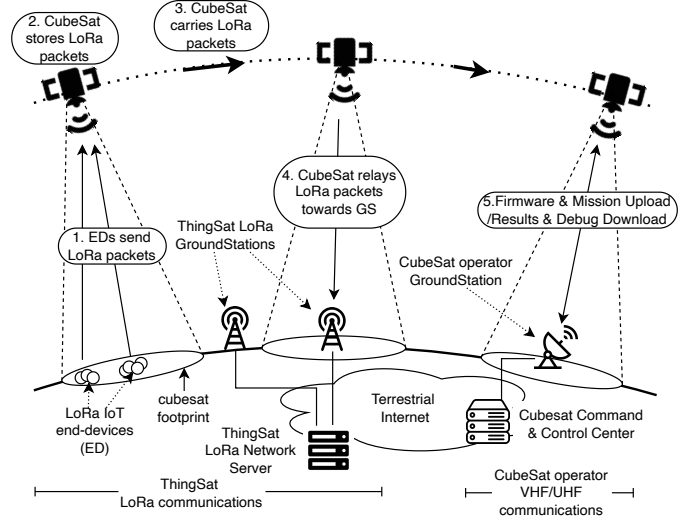 2. CubeSat
stores LoRa
packets
3. CubeSat
carries LoRa
packets
4. CubeSat relays
LoRa packets
towards GS
5.Firmware & Mission Upload
/Results & Debug Download
1. EDs send
LoRa packets
ThingSat LoRa
GroundStations
CubeSat operator
GroundStation
LoRa IoT
end-devices
(ED)
cubesat
footprint
ThingSat
LoRa Network
Server
Terrestrial
Internet
Cubesat Command
& Control Center
ThingSat
LoRa communications
CubeSat operator
VHF/UHF
communications